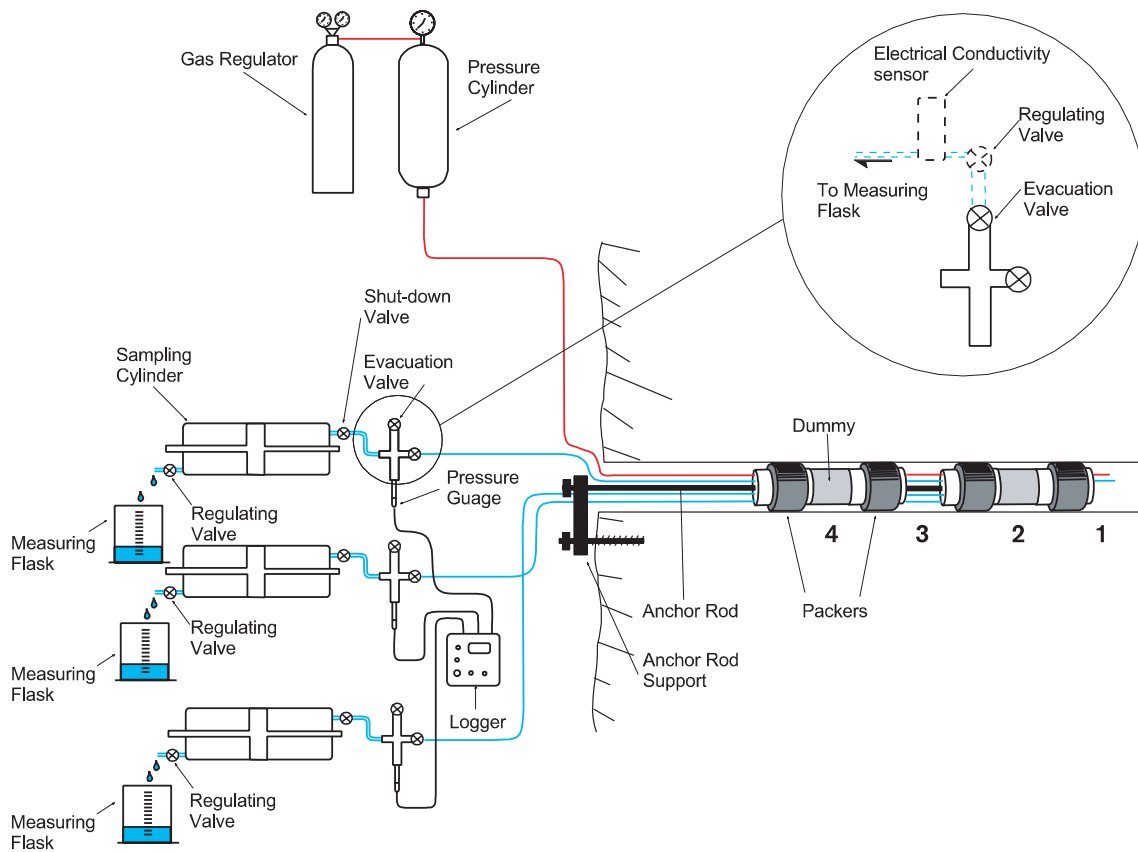 Gas Regulator
Pressure
Cylinder
Electrical Conductivity
sensor
Regulating
Valve
To Measuring
Flask
Evacuation
Valve
Shut-down
Valve
Sampling
Cylinder
Evacuation
Valve
Dummy
Pressure
Guage
Regulating
Valve
Measuring
Flask
4
3
2
1
Anchor Rod
Packers
Regulating
Valve
Measuring
Flask
Anchor Rod
Support
Logger
Regulating
Valve
Measuring
Flask